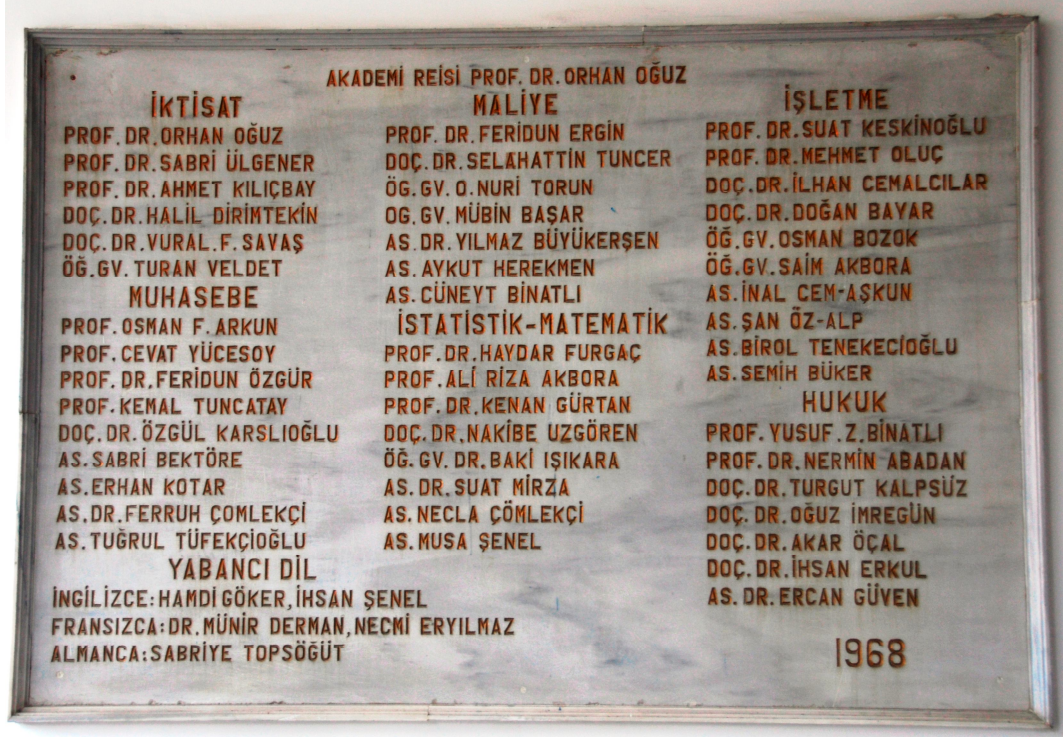 AKADEMİ REİSİ PROF. DR. ORHAN OĞUZ
İKTİSAT
PROF. DR. ORHAN OĞUZ
PROF. DR. SABRİ ÜLGENER
PROF. DR. AHMET KILIÇBAY
DOÇ. DR. HALİL DİRİMTEKİN
DOÇ. DR. VURAL. F. SAVAŞ
ÖĞ.GV. TURAN VELDET
MUHASEBE
PROF. OSMAN F. ARKUN
PROF. CEVAT YÜCESOY
PROF. DR. FERİDUN ÖZGÜR
PROF. KEMAL TUNCATAY
DOÇ. DR. ÖZGÜL KARSLIOĞLU
AS. SABRİ BEKTÖRE
AS. ERHAN KOTAR
AS. DR. FERRUH ÇOMLEKÇİ
AS. TUĞRUL TÜFEKÇİOĞLU
YABANCI DİL
İNGİLİZCE: HAMDİ GÖKER, İHSAN ŞENEL
FRANSIZCA: DR. MÜNİR DERMAN, NECMİ ERYILMAZ
ALMANCA: SABRİYE TOPSÖĞÜT
MALİYE
PROF. DR. FERİDUN ERGİN
DOÇ. DR. SELAHATTİN TUNCER
ÖG. GV. O. NURİ TORUN
OG. GV. MÜBİN BAŞAR
AS. DR. YILMAZ BÜYÜKERŞEN
AS. AYKUT HEREKMEN
AS. CÜNEYT BİNATLI
İSTATİSTİK-MATEMATİK
PROF. DR. HAYDAR FURGAÇ
PROF. ALİ RIZA AKBORA
PROF. DR. KENAN GÜRTAN
DOÇ. DR. NAKİBE UZGÖREN
ÖĞ. GV. DR. BAKİ IŞIKARA
AS. DR. SUAT MİRZA
AS. NECLA ÇÖMLEKÇİ
AS. MUSA ŞENEL
İŞLETME
PROF. DR. SUAT KESKİNOĞLU
PROF. DR. MEHMET OLUÇ
DOÇ. DR. İLHAN CEMALCILAR
DOÇ. DR. DOĞAN BAYAR
ÖĞ. GV. OSMAN BOZOK
ÖĞ. GV. SAİM AKBORA
AS. İNAL CEM-AŞKUN
AS. ŞAN ÖZ-ALP
AS. BİROL TENEKECİOĞLU
AS. SEMİH BÜKER
HUKUK
PROF. YUSUF. Z. BİNATLI
PROF. DR. NERMİN ABADAN
DOÇ. DR. TURGUT KALPSÜZ
DOÇ. DR. OĞUZ İMREGÜN
DOÇ. DR. AKAR ÖÇAL
DOÇ. DR. İHSAN ERKUL
AS. DR. ERCAN GÜVEN
1968